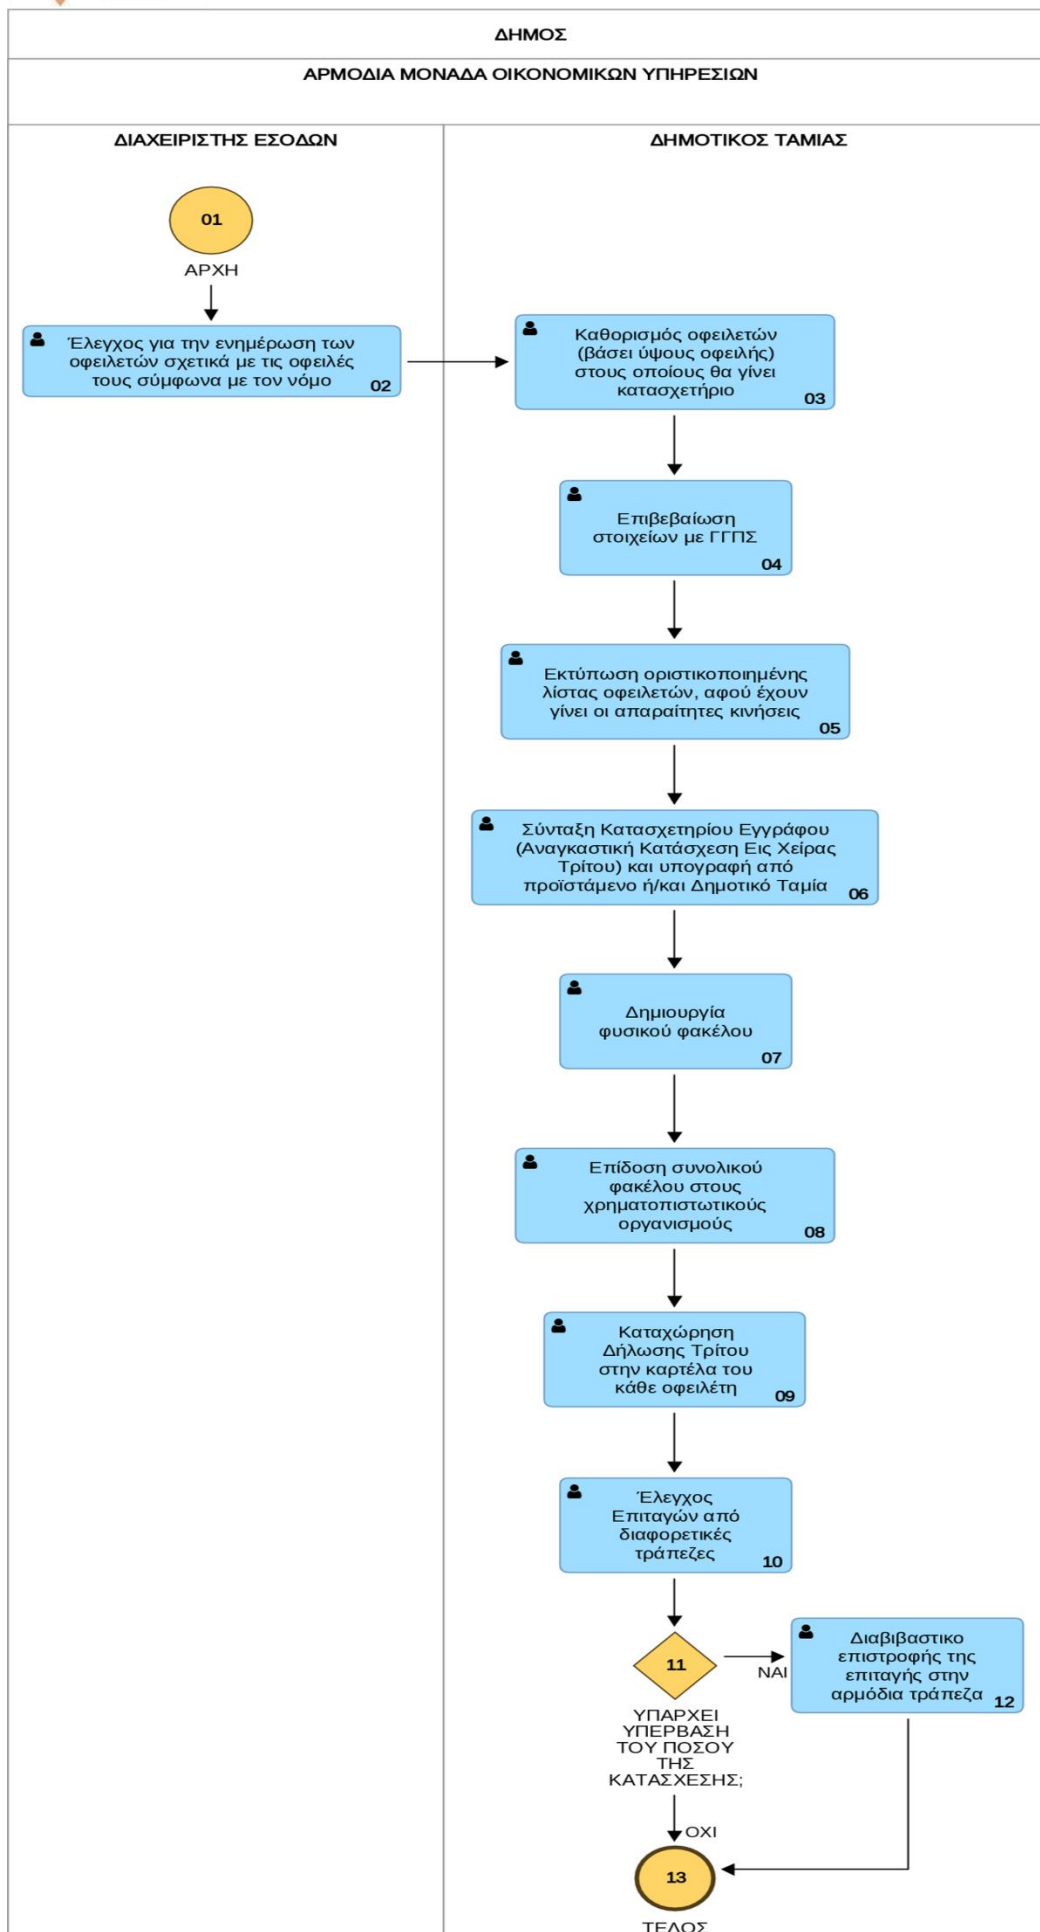 ΔΗΜΟΣ
ΑΡΜΟΔΙΑ ΜΟΝΑΔΑ ΟΙΚΟΝΟΜΙΚΩΝ ΥΠΗΡΕΣΙΩΝ
ΔΙΑΧΕΙΡΙΣΤΗΣ ΕΣΟΔΩΝ
ΔΗΜΟΤΙΚΟΣ ΤΑΜΙΑΣ
01
ΑΡΧΗ
Έλεγχος για την ενημέρωση των
οφειλετών σχετικά με τις οφειλές
τους σύμφωνα με τον νόμο
02
Καθορισμός οφειλετών
(βάσει ύψους οφειλής)
στους οποίους θα γίνει
κατασχετήριο
03
Επιβεβαίωση
στοιχείων με ΓΓΠΣ
04
Εκτύπωση οριστικοποιημένης
λίστας οφειλετών, αφού έχουν
γίνει οι απαραίτητες κινήσεις
05
Σύνταξη Κατασχετηρίου Εγγράφου
(Αναγκαστική Κατάσχεση Εις Χείρας
Τρίτου) και υπογραφή από
προϊστάμενο ή/και Δημοτικό Ταμία
06
Δημιουργία
φυσικού φακέλου
07
Επίδοση συνολικού
φακέλου στους
χρηματοπιστωτικούς
οργανισμούς
08
Καταχώρηση
Δήλωσης Τρίτου
στην καρτέλα του
κάθε οφειλέτη
09
Έλεγχος
Επιταγών από
διαφορετικές
τράπεζες
10
11
ΝΑΙ
Διαβιβαστικο
επιστροφής της
επιταγής στην
αρμόδια τράπεζα
12
ΥΠΑΡΧΕΙ
ΥΠΕΡΒΑΣΗ
ΤΟΥ ΠΟΣΟΥ
ΤΗΣ
ΚΑΤΑΣΧΕΣΗΣ;
ΟΧΙ
13
ΤΕΛΟΣ